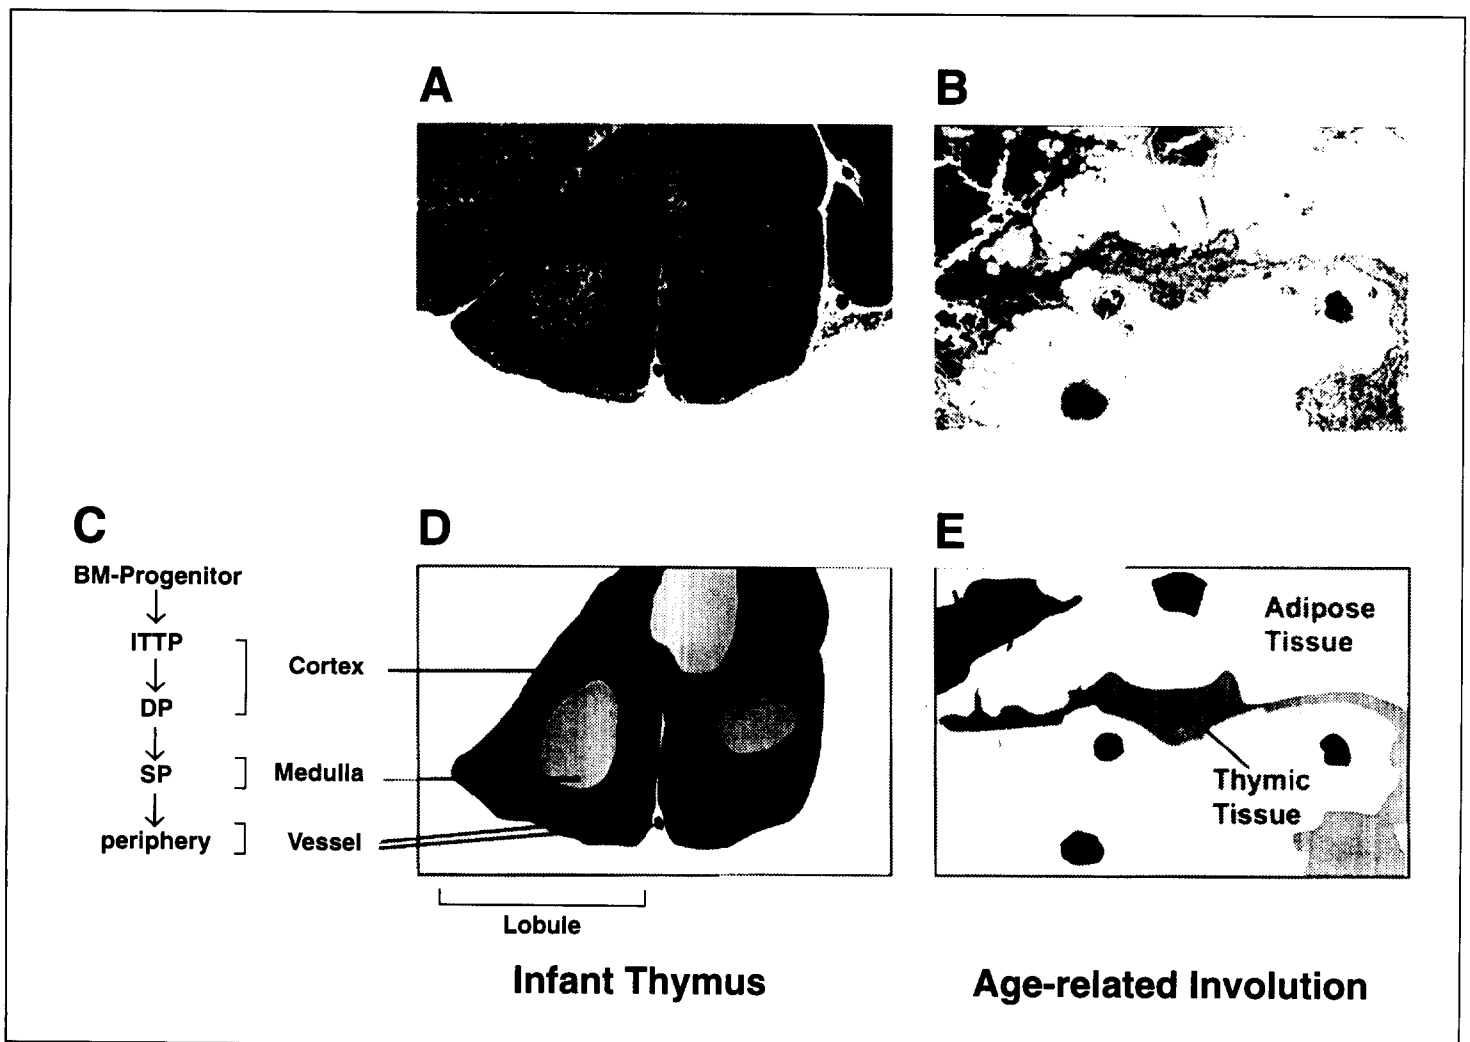 A
B
C
BM-Progenitor
ITTP
DP
SP
periphery
Cortex
Medulla
Vessel
D
Lobule
Infant Thymus
E
Adipose
Tissue
Thymic
Tissue
Age-related Involution